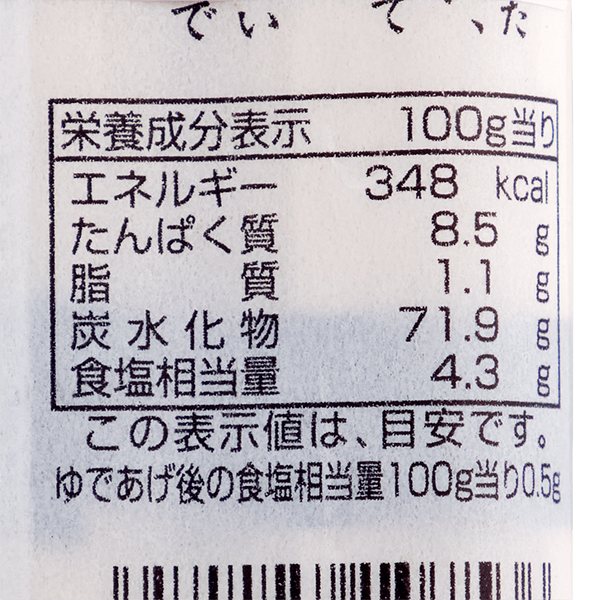 栄養成分表示 100g当り
エネルギー 348 kcal
たんぱく質 8.5 g
脂質 1.1 g
炭水化物 71.9 g
食塩相当量 4.3 g
この表示値は、目安です。
ゆであげ後の食塩相当量100g当り0.5g